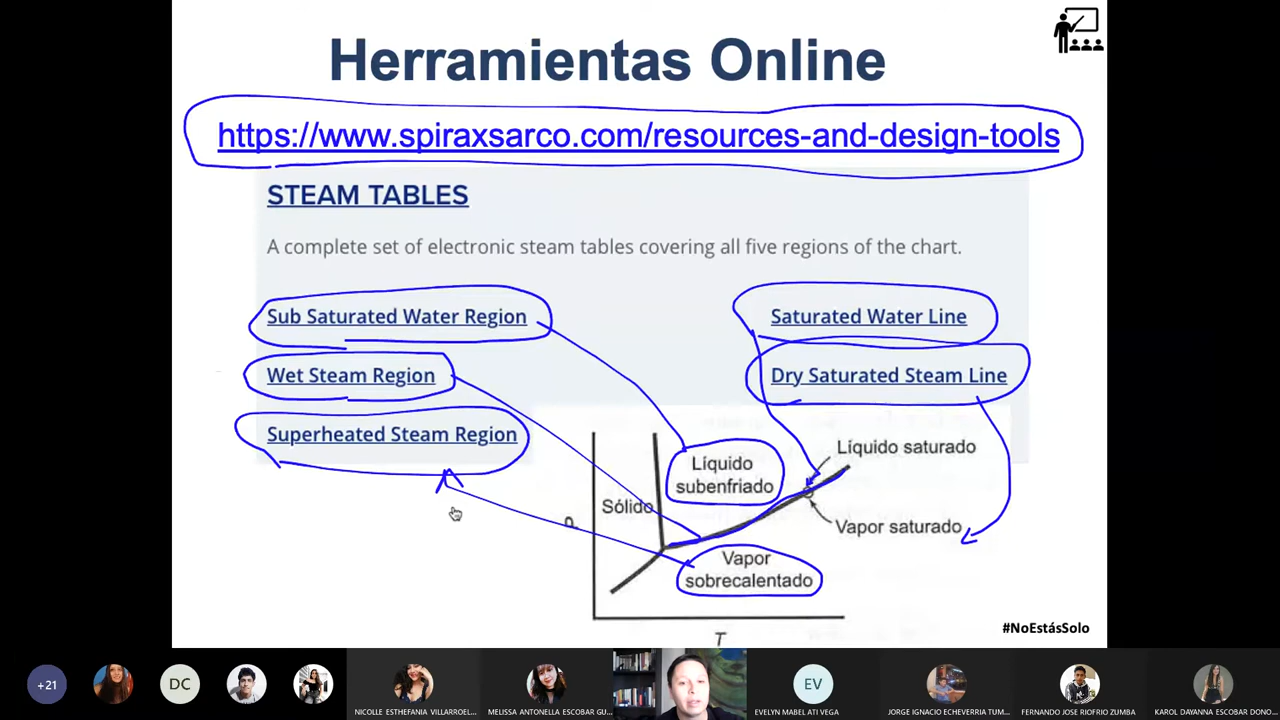 Herramientas Online
https://www.spiraxsarco.com/resources-and-design-tools
STEAM TABLES
A complete set of electronic steam tables covering all five regions of the chart.
Sub Saturated Water Region
Saturated Water Line
Wet Steam Region
Dry Saturated Steam Line
Superheated Steam Region
Líquido saturado
Líquido
subenfriado
Sólido
Vapor saturado
Vapor
sobrecalentado
T
#NoEstásSolo
+21
DC
EV
NICOLLE ESTHEFANIA VILLARROEL...
MELISSA ANTONELLA ESCOBAR GU...
EVELYN MABEL ATI VEGA
JORGE IGNACIO ECHEVERRIA TUM...
FERNANDO JOSE RIOFRIO ZUMBA
KAROL DAYANNA ESCOBAR DONO...